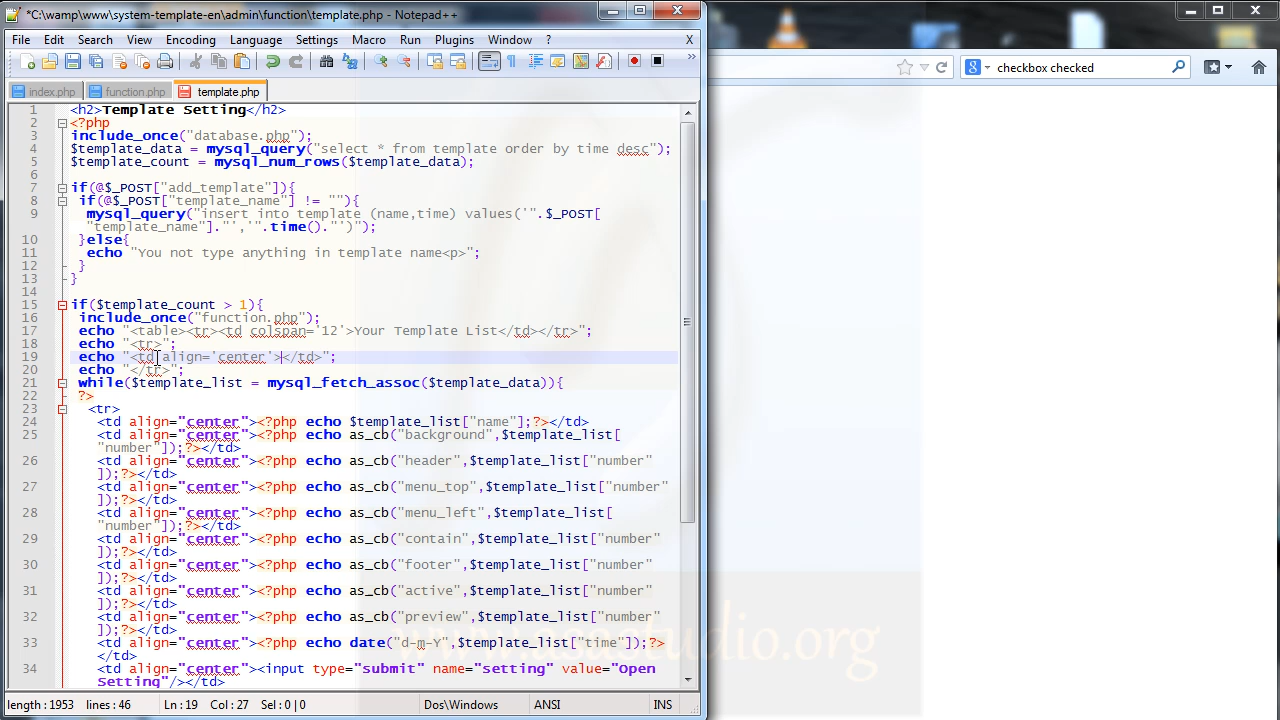 *C:\wamp\www\system-template-en\admin\function\template.php - Notepad++
File Edit Search View Encoding Language Settings Macro Run Plugins Window ? X
checkbox checked
index.php function.php template.php
1 <h2>Template Setting</h2>
2 <?php
3 include_once("database.php");
4 $template_data = mysql_query("select * from template order by time desc");
5 $template_count = mysql_num_rows($template_data);
6
7 if(@$_POST["add_template"]){
8 if(@$_POST["template_name"] != ""){
9 mysql_query("insert into template (name,time) values('".$_POST[
"template_name"]."','".time()."')");
10 }else{
11 echo "You not type anything in template name<p>";
12 }
13 }
14
15 if($template_count > 1){
16 include_once("function.php");
17 echo "<table><tr><td colspan='12'>Your Template List</td></tr>";
18 echo "<tr>";
19 echo "<td align='center'></td>";
20 echo "</tr>";
21 while($template_list = mysql_fetch_assoc($template_data)){
22 ?>
23 <tr>
24 <td align="center"><?php echo $template_list["name"];?></td>
25 <td align="center"><?php echo as_cb("background",$template_list[
"number"]);?></td>
26 <td align="center"><?php echo as_cb("header",$template_list["number"
]);?></td>
27 <td align="center"><?php echo as_cb("menu_top",$template_list["number"
]);?></td>
28 <td align="center"><?php echo as_cb("menu_left",$template_list[
"number"]);?></td>
29 <td align="center"><?php echo as_cb("contain",$template_list["number"
]);?></td>
30 <td align="center"><?php echo as_cb("footer",$template_list["number"
]);?></td>
31 <td align="center"><?php echo as_cb("active",$template_list["number"
]);?></td>
32 <td align="center"><?php echo as_cb("preview",$template_list["number"
]);?></td>
33 <td align="center"><?php echo date("d-m-Y",$template_list["time"]);?>
</td>
34 <td align="center"><input type="submit" name="setting" value="Open
Setting"/></td>
length : 1953 lines : 46 Ln : 19 Col : 27 Sel : 0 | 0 Dos\Windows ANSI INS